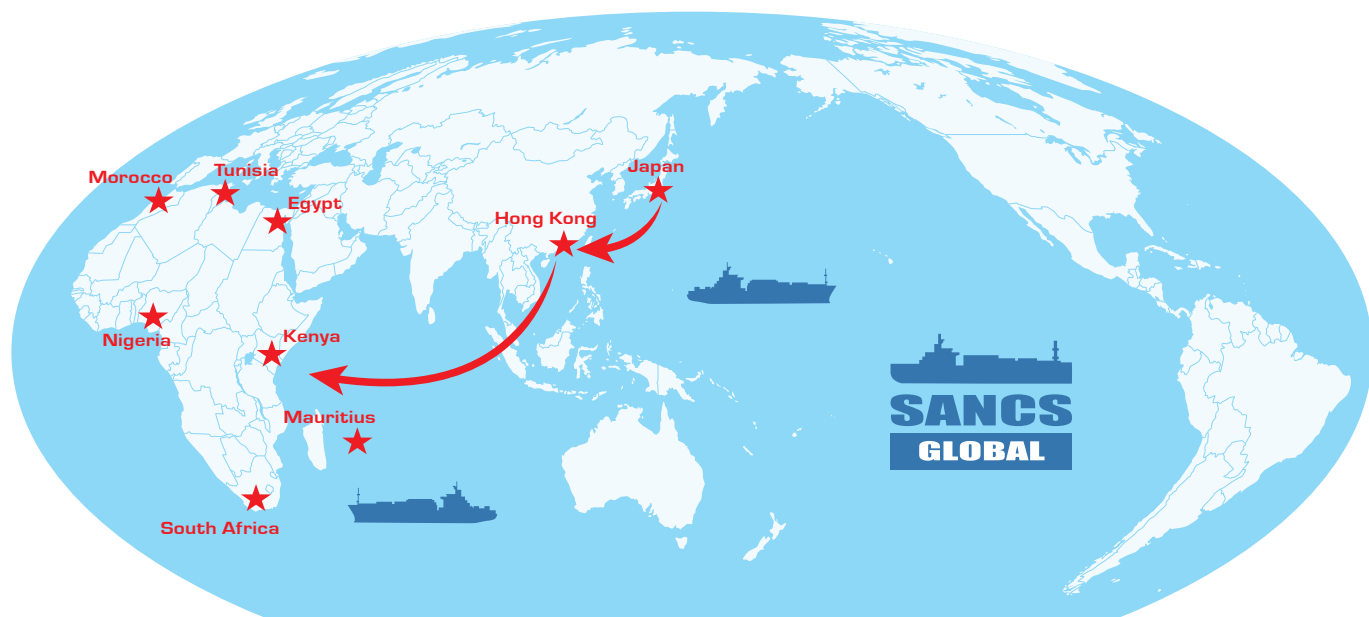 Morocco
Tunisia
Egypt
Japan
Hong Kong
Nigeria
Kenya
Mauritius
South Africa
SANCS
GLOBAL